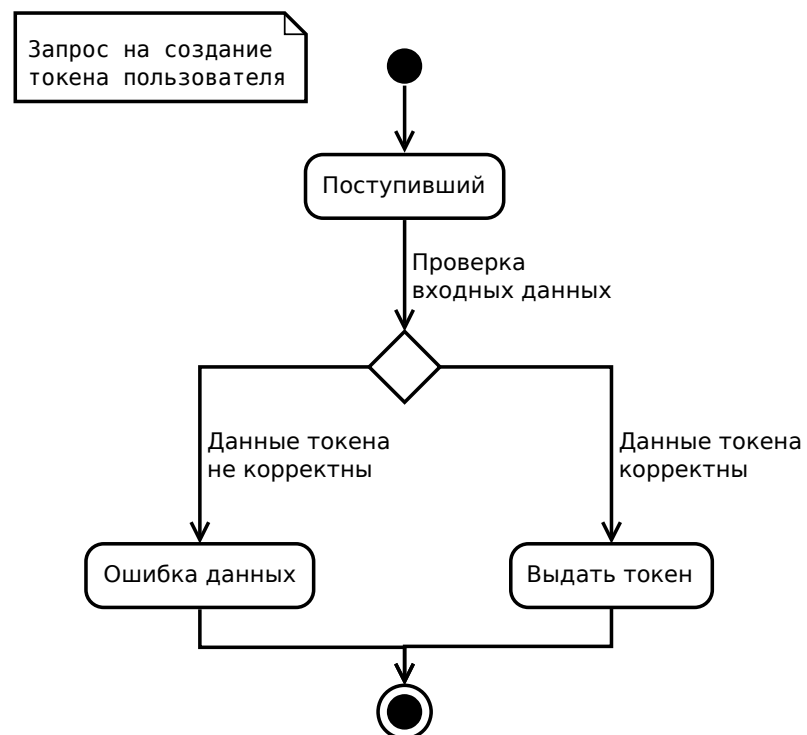 Запрос на создание
токена пользователя
Поступивший
Проверка
входных данных
Данные токена
не корректны
Данные токена
корректны
Ошибка данных
Выдать токен